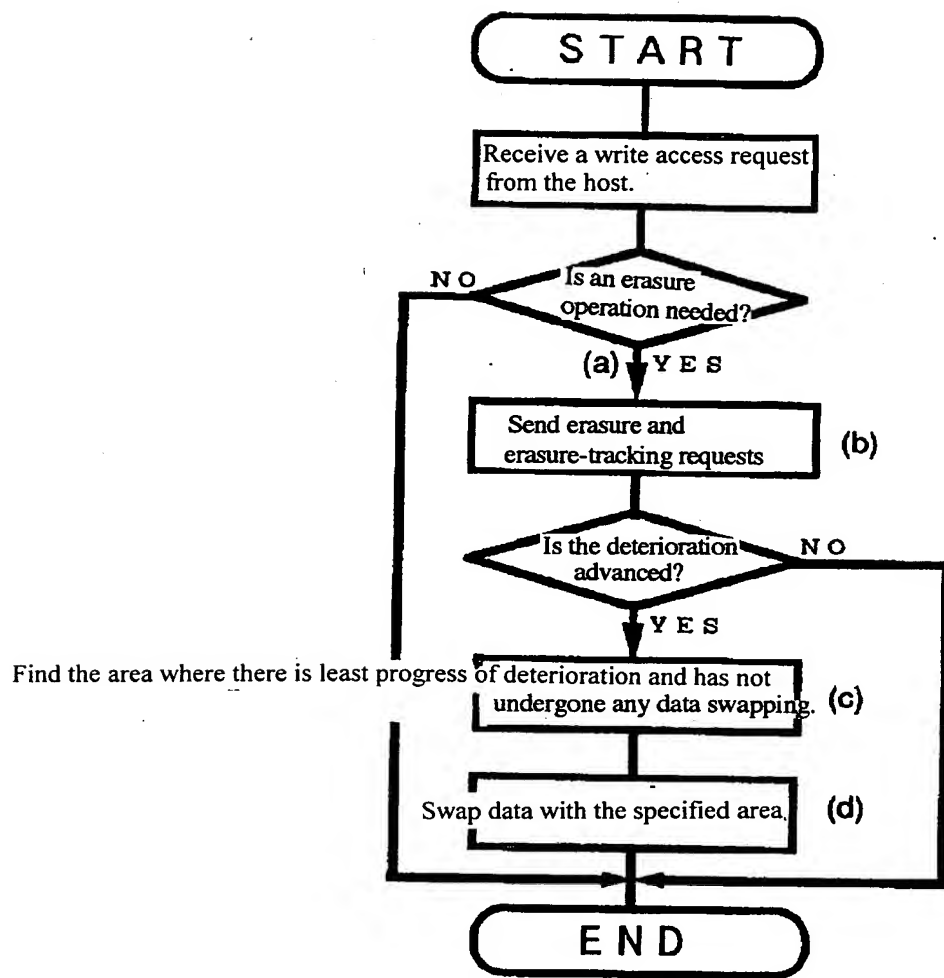 START
Receive a write access request
from the host.
NO
Is an erasure
operation needed?
(a) YES
Send erasure and
erasure-tracking requests
(b)
Is the deterioration
advanced?
NO
YES
Find the area where there is least progress of deterioration and has not
undergone any data swapping.
(c)
Swap data with the specified area.
(d)
END